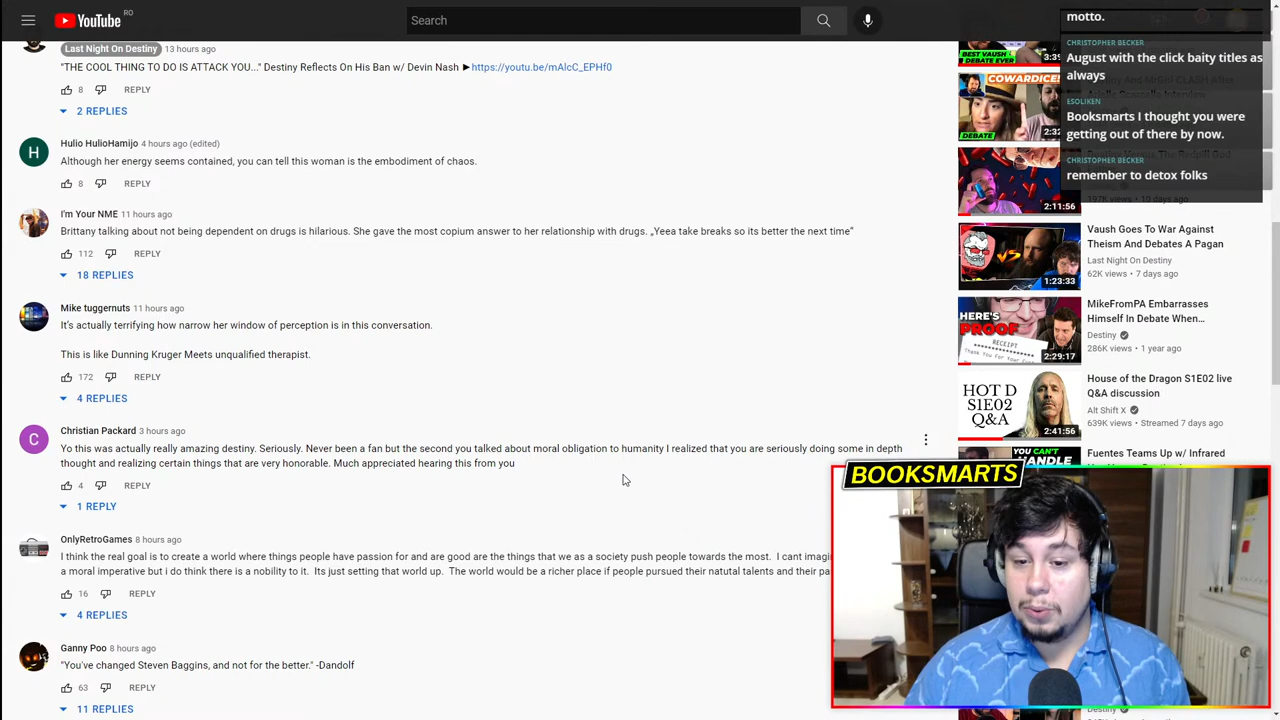 YouTube RO
Search
motto.
CHRISTOPHER BECKER
August with the click baity titles as
always
ESOLIKEN
Booksmarts I thought you were
getting out of there by now.
CHRISTOPHER BECKER
remember to detox folks
Last Night On Destiny 13 hours ago
"THE COOL THING TO DO IS ATTACK YOU..." Destiny Reflects On His Ban w/ Devin Nash ►https://youtu.be/mAlcC_EPHf0
8 REPLY
2 REPLIES
Hulio HulioHamijo 4 hours ago (edited)
Although her energy seems contained, you can tell this woman is the embodiment of chaos.
8 REPLY
I'm Your NME 11 hours ago
Brittany talking about not being dependent on drugs is hilarious. She gave the most copium answer to her relationship with drugs. „Yeea take breaks so its better the next time"
112 REPLY
18 REPLIES
Mike tuggernuts 11 hours ago
It's actually terrifying how narrow her window of perception is in this conversation.
This is like Dunning Kruger Meets unqualified therapist.
172 REPLY
4 REPLIES
C
Christian Packard 3 hours ago
Yo this was actually really amazing destiny. Seriously. Never been a fan but the second you talked about moral obligation to humanity I realized that you are seriously doing some in depth
thought and realizing certain things that are very honorable. Much appreciated hearing this from you
4 REPLY
1 REPLY
OnlyRetroGames 8 hours ago
I think the real goal is to create a world where things people have passion for and are good are the things that we as a society push people towards the most. I cant imagi
a moral imperative but i do think there is a nobility to it. Its just setting that world up. The world would be a richer place if people pursued their natutal talents and their pa
16 REPLY
4 REPLIES
Ganny Poo 8 hours ago
"You've changed Steven Baggins, and not for the better." -Dandolf
63 REPLY
11 REPLIES
H
BEST VAUSH
DEBATE EVER
3:39
COWARDICE!
DEBATE
2:32
2:11:56
VS
1:23:33
Vaush Goes To War Against
Theism And Debates A Pagan
Last Night On Destiny
62K views • 7 days ago
HERE'S
PROOF
RECEIPT
2:29:17
MikeFromPA Embarrasses
Himself In Debate When...
Destiny
286K views • 1 year ago
HOT D
S1E02
Q&A
2:41:56
House of the Dragon S1E02 live
Q&A discussion
Alt Shift X
639K views • Streamed 7 days ago
YOU CAN'T
HANDLE
Fuentes Teams Up w/ Infrared
BOOKSMARTS